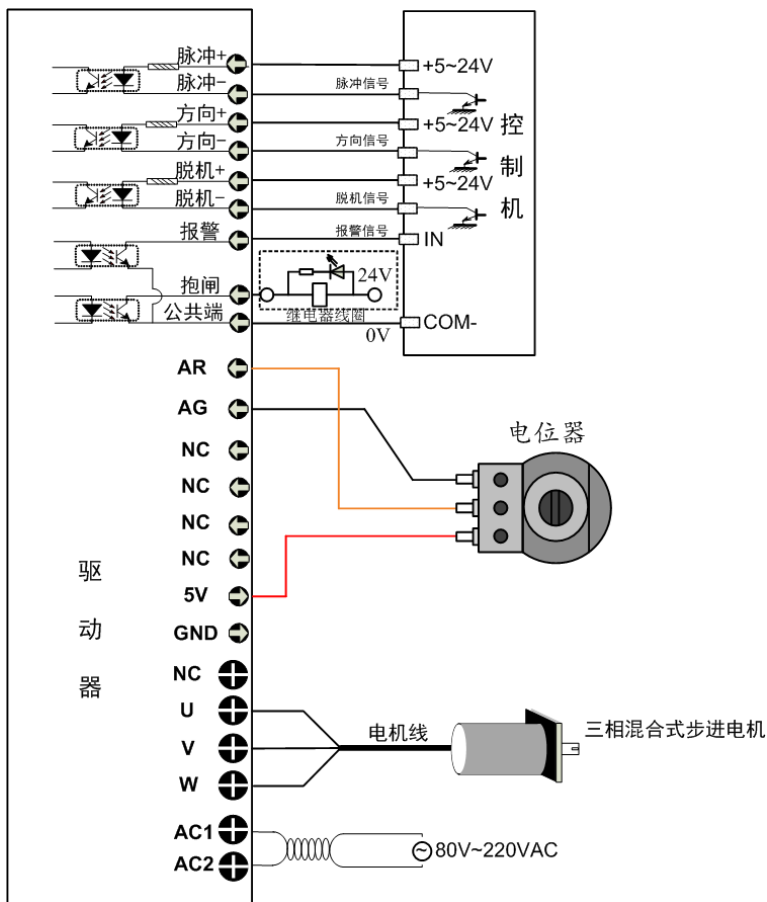 脉冲+
脉冲−
方向+
方向−
脱机+
脱机−
报警
抱闸
公共端
脉冲信号
方向信号
脱机信号
报警信号
24V
继电器线圈
0V
+5~24V
+5~24V
+5~24V
IN
COM-
控制机
AR
AG
NC
NC
NC
NC
5V
GND
NC
U
V
W
AC1
AC2
驱动器
电位器
电机线
三相混合式步进电机
80V~220VAC